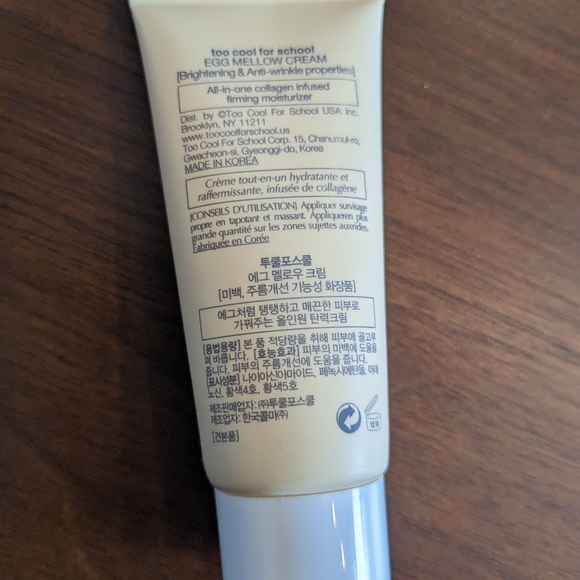 too cool for school
EGG MELLOW CREAM
[Brightening & Anti-wrinkle properties]
All-in-one collagen infused
firming moisturizer
Dist. by ©Too Cool For School USA Inc.
Brooklyn, NY 11211
www.toocoolforschool.us
Too Cool For School Corp. 15, Chanumul-ro,
Gwacheon-si, Gyeonggi-do, Korea
MADE IN KOREA
Crème tout-en-un hydratante et
raffermissante, infusée de collagène
[CONSEILS D'UTILISATION] Appliquer survisage
propre en tapotant et massant. Appliqueren plus
grande quantité sur les zones sujettes auxrides.
Fabriquée en Corée
투쿨포스쿨
에그 멜로우 크림
[미백, 주름개선 기능성 화장품]
에그처럼 탱탱하고 매끈한 피부로
가꿔주는 올인원 탄력크림
[용법용량] 본 품 적당량을 취해 피부에 골고루
펴 바릅니다. [효능효과] 피부의 미백에 도움을
줍니다. 피부의 주름개선에 도움을 줍니다.
[표시성분] 나이아신아마이드, 페녹시에탄올, 아데
노신, 황색4호, 황색5호
제조판매업자: ㈜투쿨포스쿨
제조업자: 한국콜마㈜
[견본품]
12 M